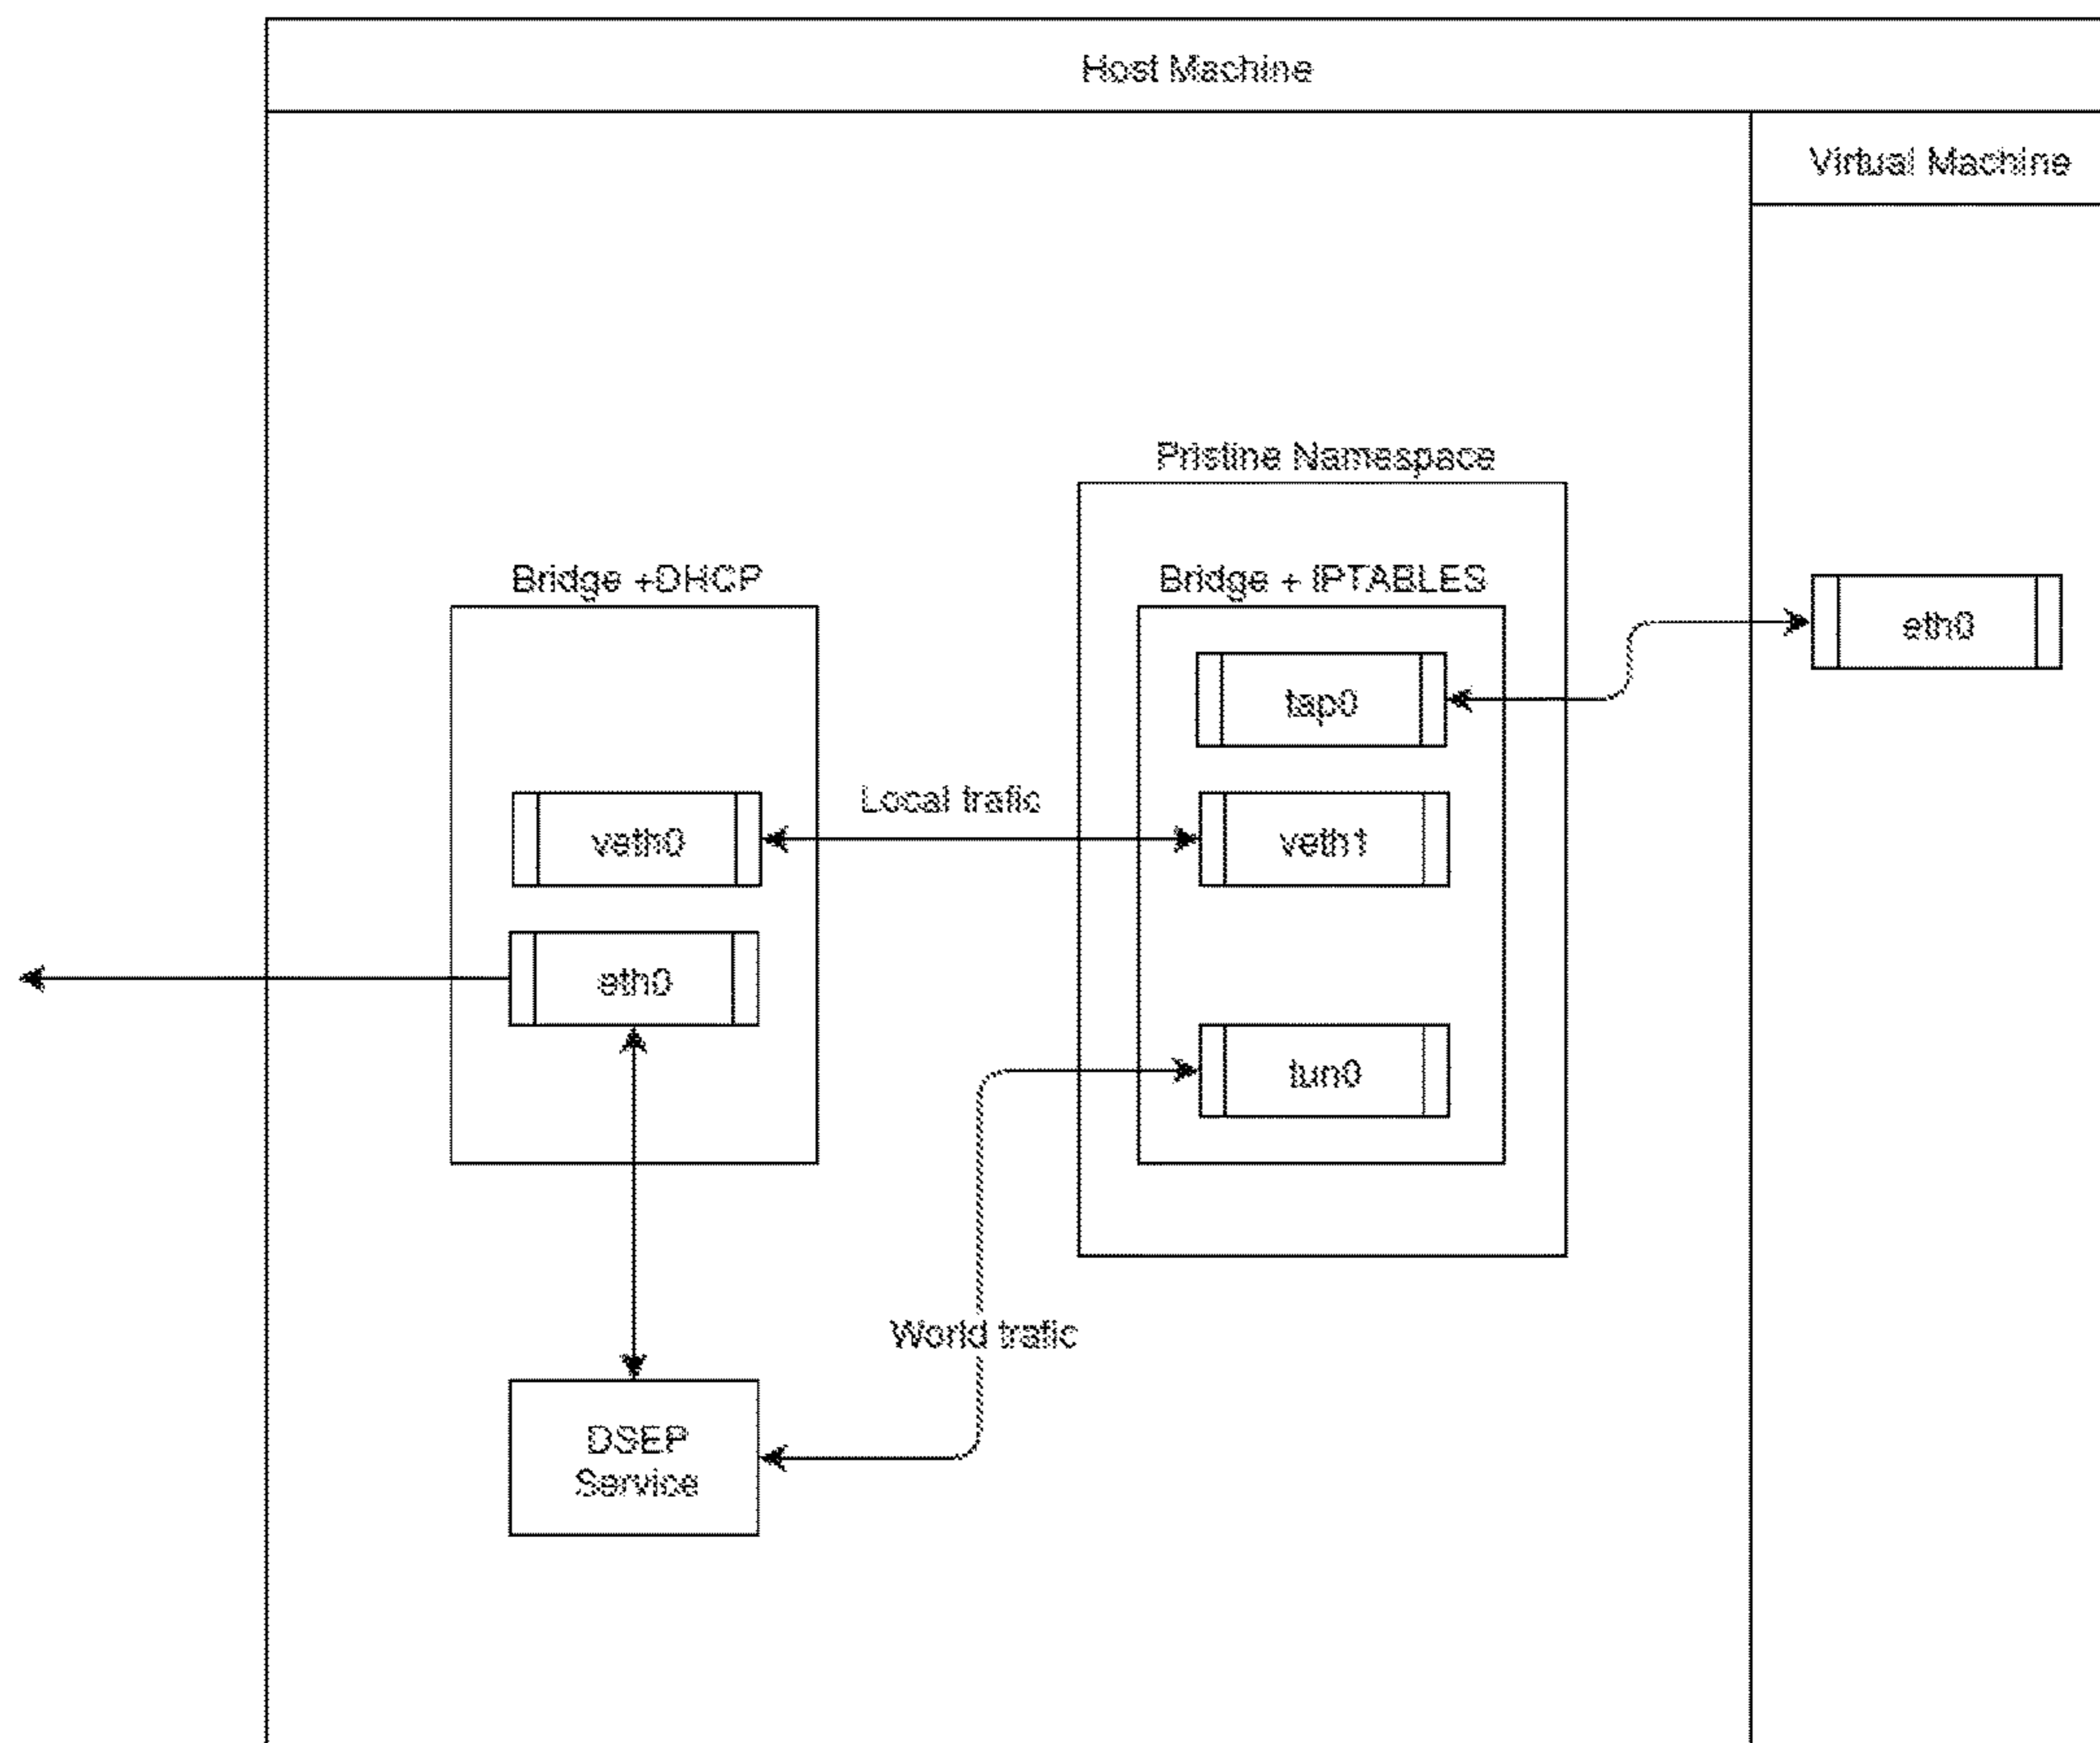 Host Machine
Virtual Machine
Pristine Namespace
Bridge +DHCP
Bridge + IPTABLES
eth0
tap0
Local trafic
veth0
veth1
eth0
tun0
World trafic
DSEP
Service